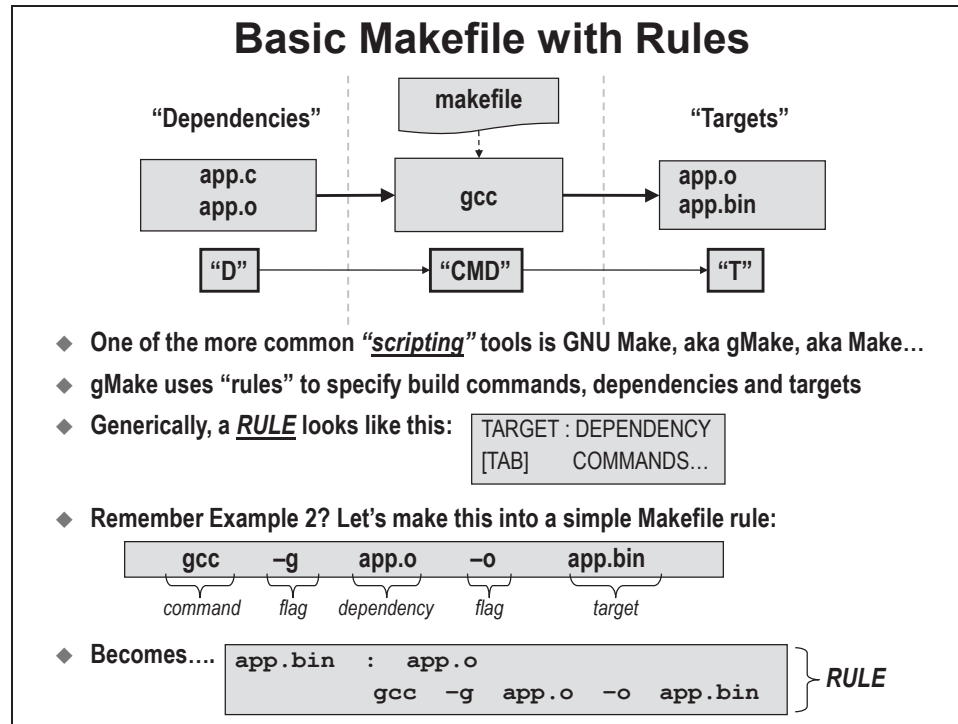 Basic Makefile with Rules
“Dependencies”
makefile
“Targets”
app.c
app.o
gcc
app.o
app.bin
“D”
“CMD”
“T”
◆ One of the more common “scripting” tools is GNU Make, aka gMake, aka Make…
◆ gMake uses “rules” to specify build commands, dependencies and targets
◆ Generically, a RULE looks like this:
TARGET : DEPENDENCY
[TAB] COMMANDS…
◆ Remember Example 2? Let’s make this into a simple Makefile rule:
gcc –g app.o –o app.bin
command flag dependency flag target
◆ Becomes….
app.bin : app.o
gcc –g app.o –o app.bin
RULE